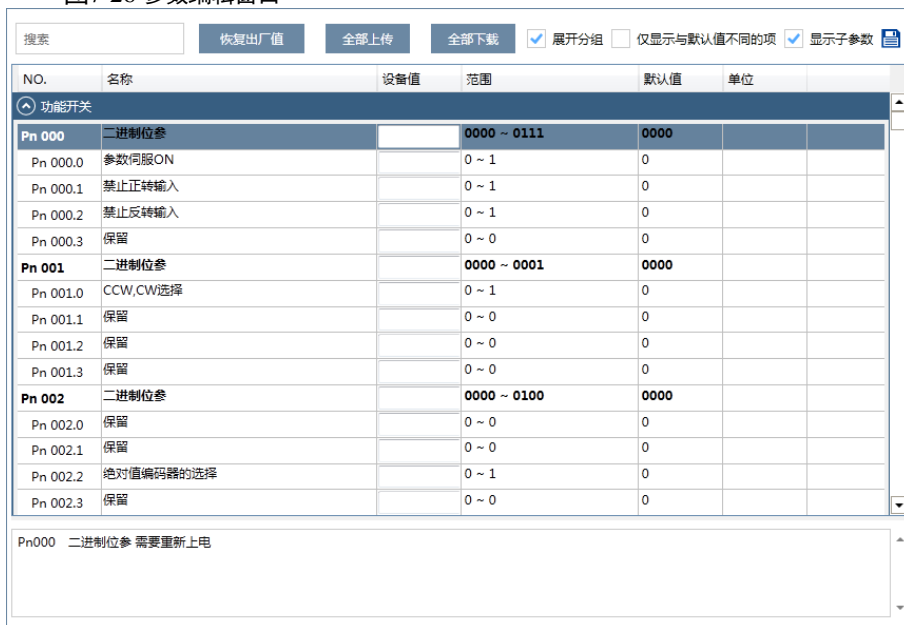 搜索 恢复出厂值 全部上传 全部下载 展开分组 仅显示与默认值不同的项 显示子参数
NO. 名称 设备值 范围 默认值 单位
功能开关
Pn 000 二进制位参 0000 ~ 0111 0000
Pn 000.0 参数伺服ON 0 ~ 1 0
Pn 000.1 禁止正转输入 0 ~ 1 0
Pn 000.2 禁止反转输入 0 ~ 1 0
Pn 000.3 保留 0 ~ 0 0
Pn 001 二进制位参 0000 ~ 0001 0000
Pn 001.0 CCW,CW选择 0 ~ 1 0
Pn 001.1 保留 0 ~ 0 0
Pn 001.2 保留 0 ~ 0 0
Pn 001.3 保留 0 ~ 0 0
Pn 002 二进制位参 0000 ~ 0100 0000
Pn 002.0 保留 0 ~ 0 0
Pn 002.1 保留 0 ~ 0 0
Pn 002.2 绝对值编码器的选择 0 ~ 1 0
Pn 002.3 保留 0 ~ 0 0
Pn000 二进制位参 需要重新上电